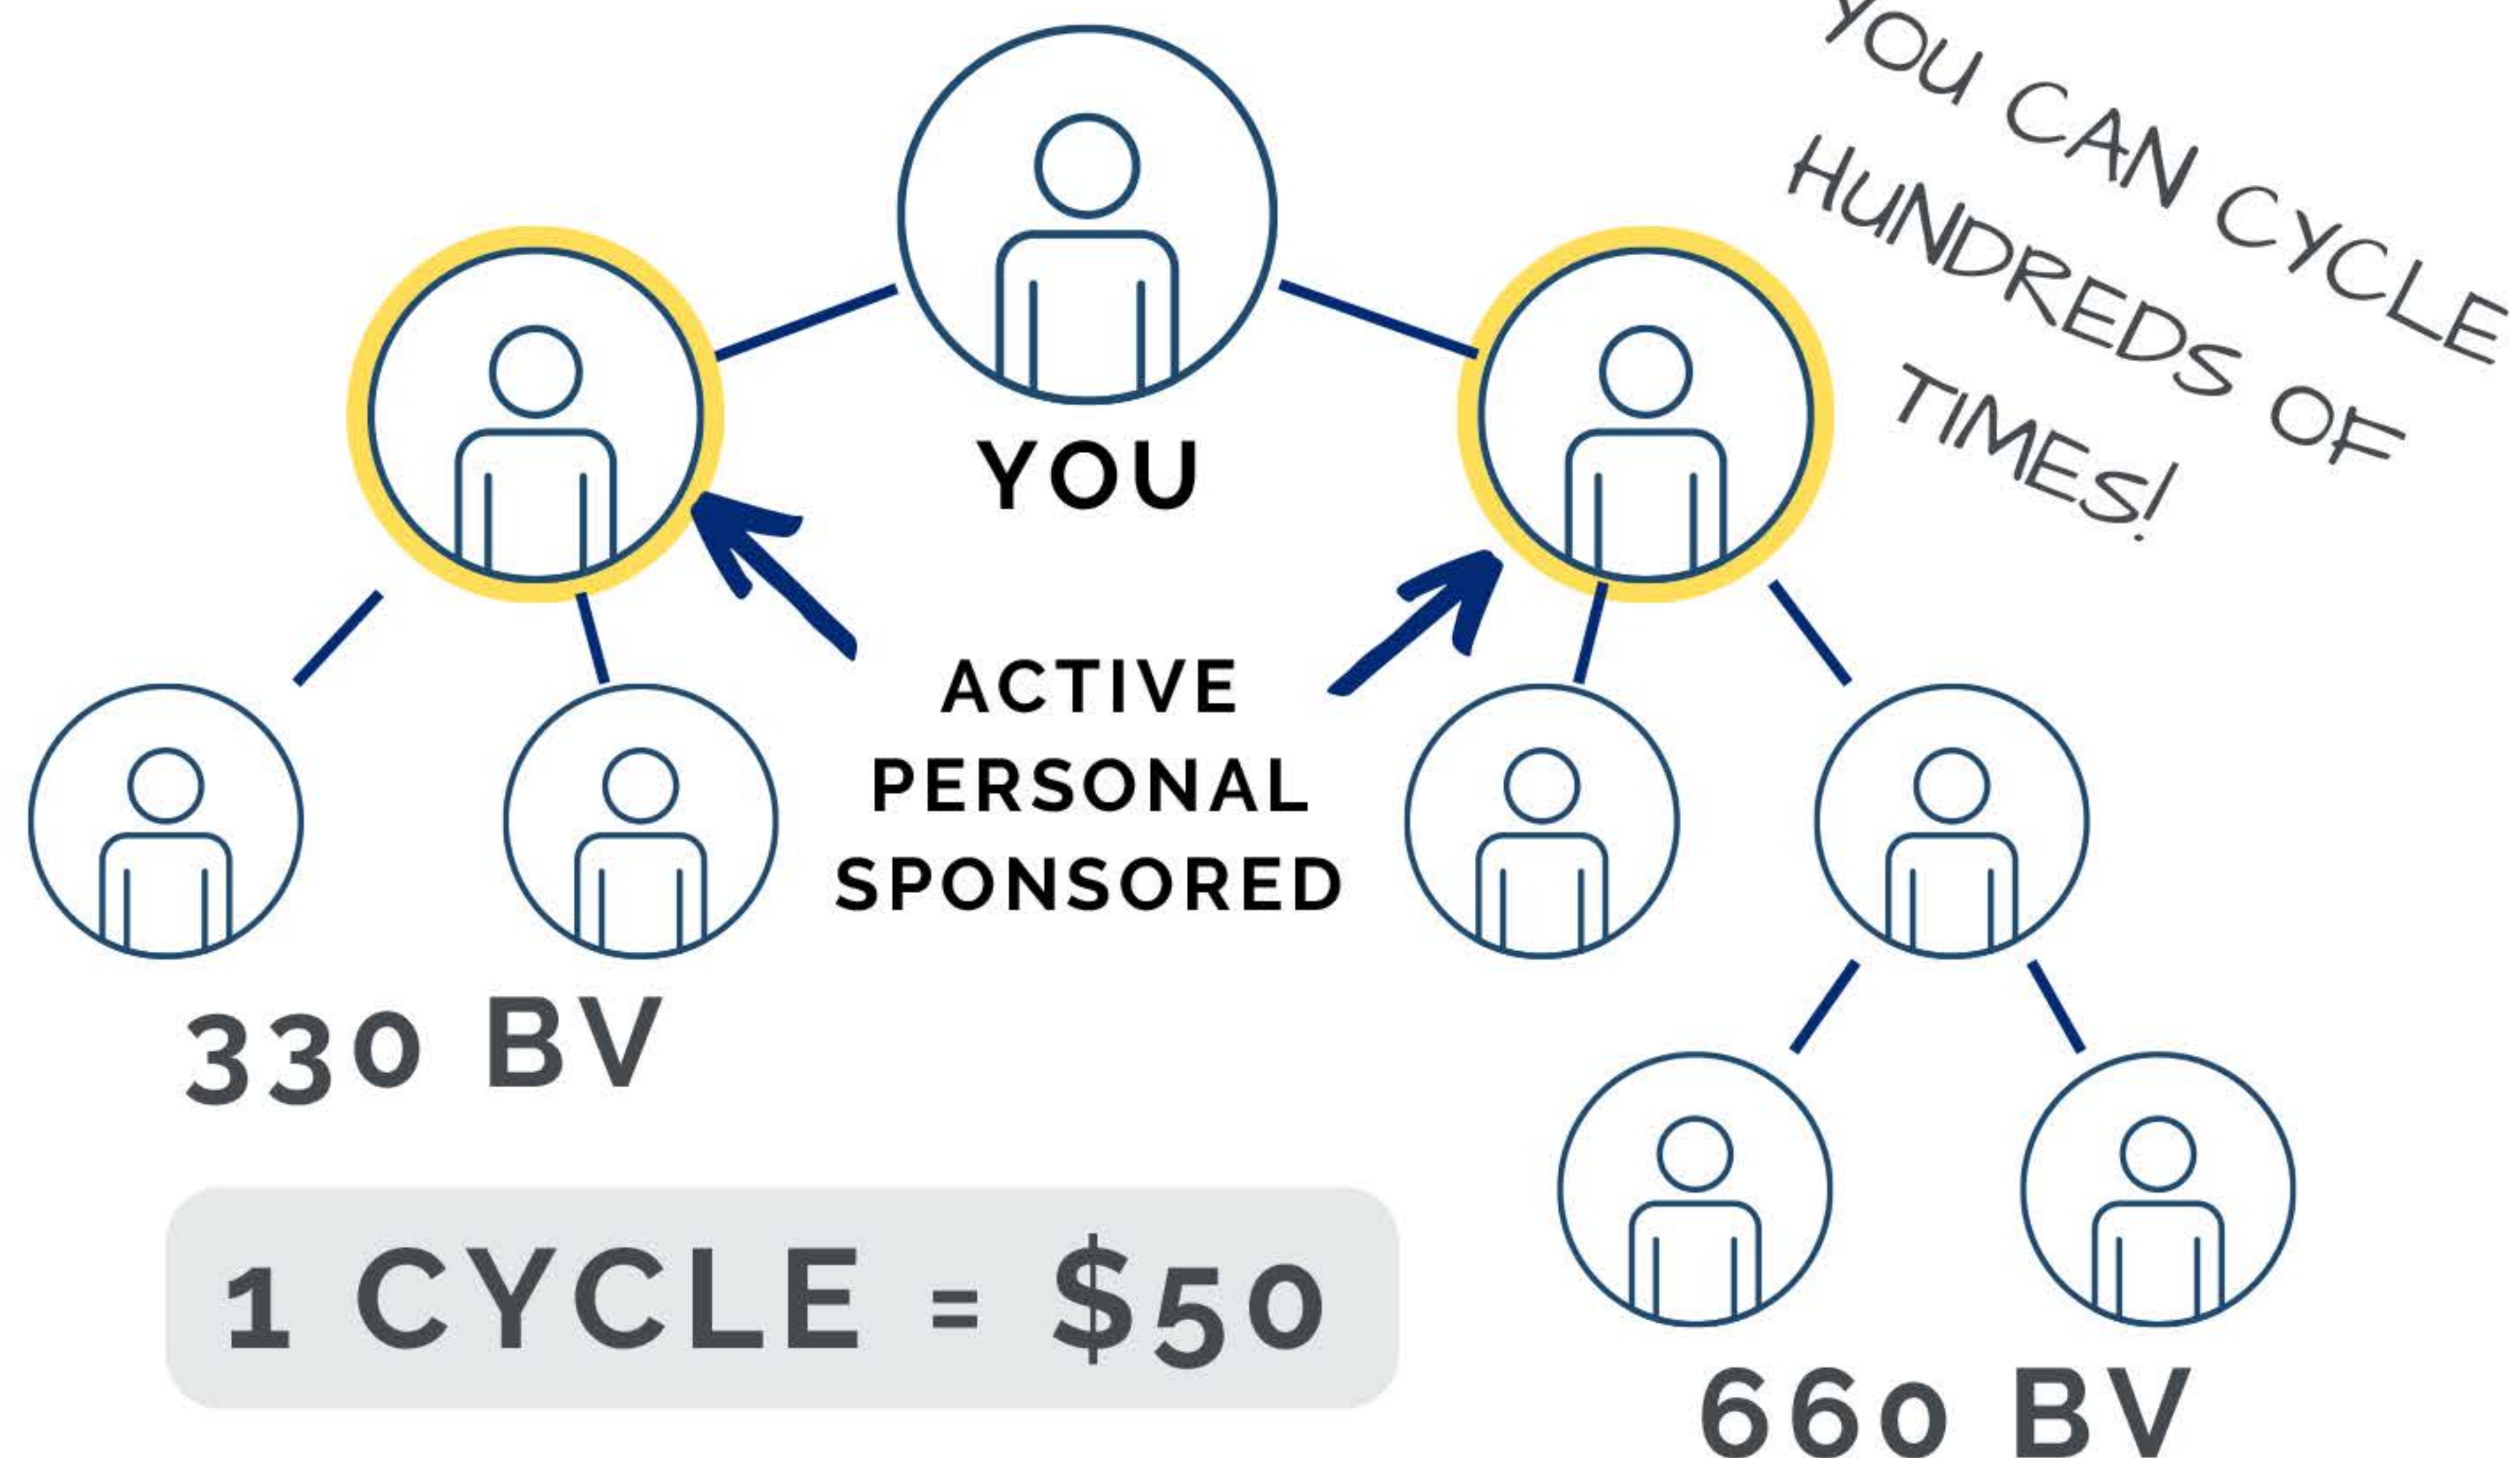 YOU CAN CYCLE
HUNDREDS OF
TIMES!
YOU
ACTIVE
PERSONAL
SPONSORED
330 BV
1 CYCLE = $50
660 BV